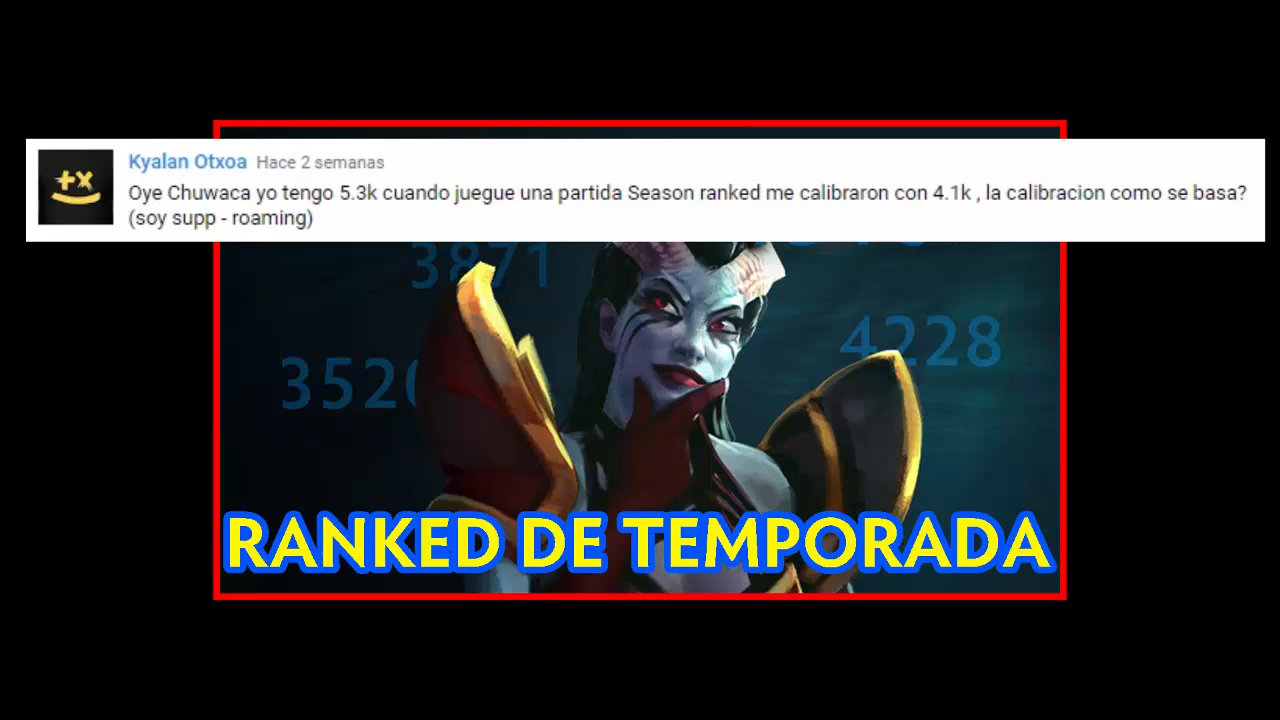 Kyalan Otxoa Hace 2 semanas
Oye Chuwaca yo tengo 5.3k cuando juegue una partida Season ranked me calibraron con 4.1k , la calibracion como se basa?
(soy supp - roaming)
3871
4228
RANKED DE TEMPORADA